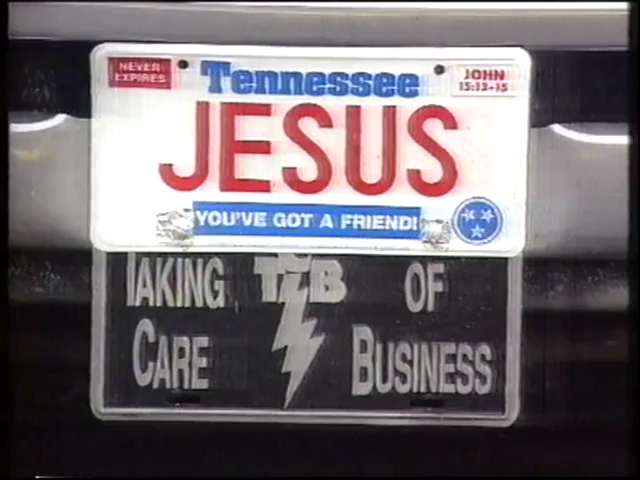 NEVER EXPIRES
Tennessee
JOHN 15:13-15
JESUS
YOU'VE GOT A FRIEND!
TAKING TCB OF
CARE BUSINESS